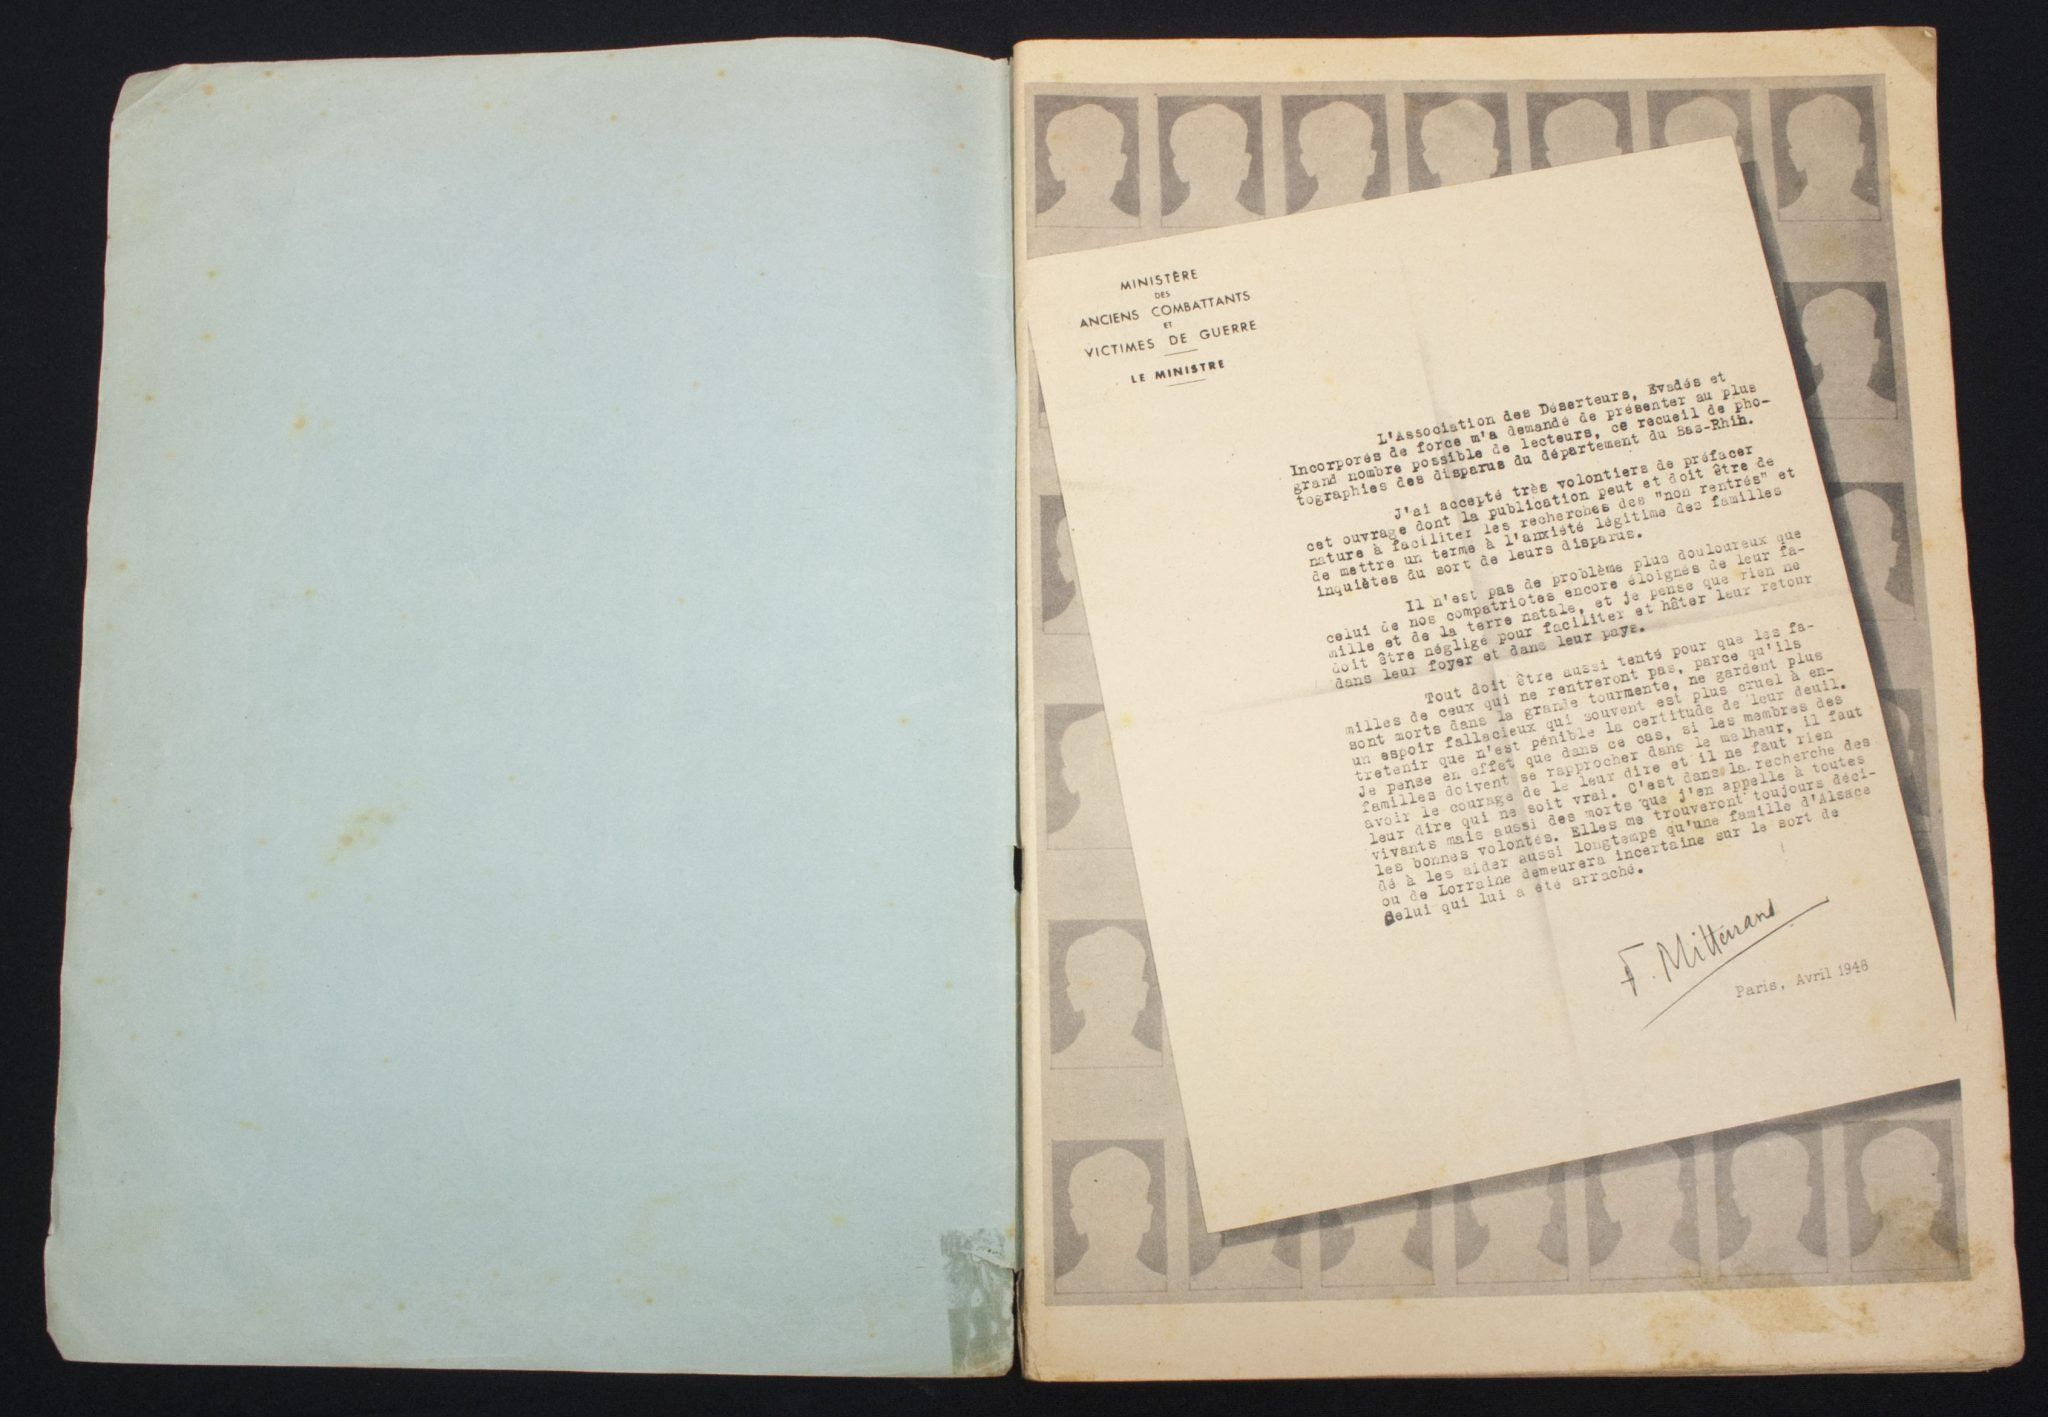 MINISTÈRE
DES
ANCIENS COMBATTANTS
ET
VICTIMES DE GUERRE
LE MINISTRE
L'Association des Déserteurs, Evadés et
Incorporés de force m'a demandé de présenter au plus
grand nombre possible de lecteurs, ce recueil de pho-
tographies des disparus du département du Bas-Rhin.
J'ai accepté très volontiers de préfacer
cet ouvrage dont la publication peut et doit être de
nature à faciliter les recherches des "non rentrés" et
de mettre un terme à l'anxiété légitime des familles
inquiètes du sort de leurs disparus.
Il n'est pas de problème plus douloureux que
celui de nos compatriotes encore éloignés de leur fa-
mille et de la terre natale, et je pense que rien ne
doit être négligé pour faciliter et hâter leur retour
dans leur foyer et dans leur pays.
Tout doit être aussi tenté pour que les fa-
milles de ceux qui ne rentreront pas, parce qu'ils
sont morts dans la grande tourmente, ne gardent plus
un espoir fallacieux qui souvent est plus cruel à en-
tretenir que n'est pénible la certitude de leur deuil.
Je pense en effet que dans ce cas, si les membres des
familles doivent se rapprocher dans le malheur, il faut
avoir le courage de le leur dire et il ne faut rien
leur dire qui ne soit vrai. C'est dans la recherche des
vivants mais aussi des morts que j'en appelle à toutes
les bonnes volontés. Elles me trouveront toujours déci-
dé à les aider aussi longtemps qu'une famille d'Alsace
ou de Lorraine demeurera incertaine sur le sort de
Celui qui lui a été arraché.
F. Mitterrand
Paris, Avril 1948